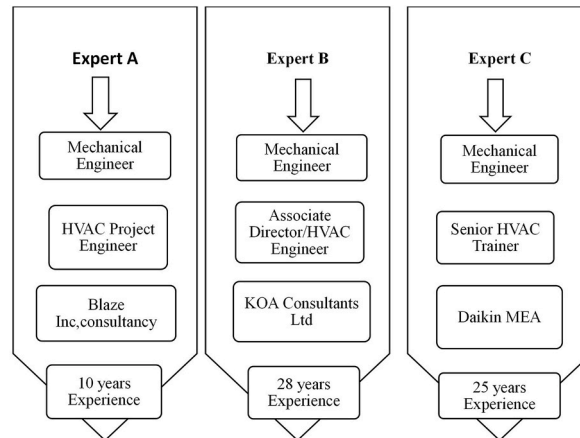 Expert A
Mechanical
Engineer
HVAC Project
Engineer
Blaze
Inc,consultancy
10 years
Experience
Expert B
Mechanical
Engineer
Associate
Director/HVAC
Engineer
KOA Consultants
Ltd
28 years
Experience
Expert C
Mechanical
Engineer
Senior HVAC
Trainer
Daikin MEA
25 years
Experience